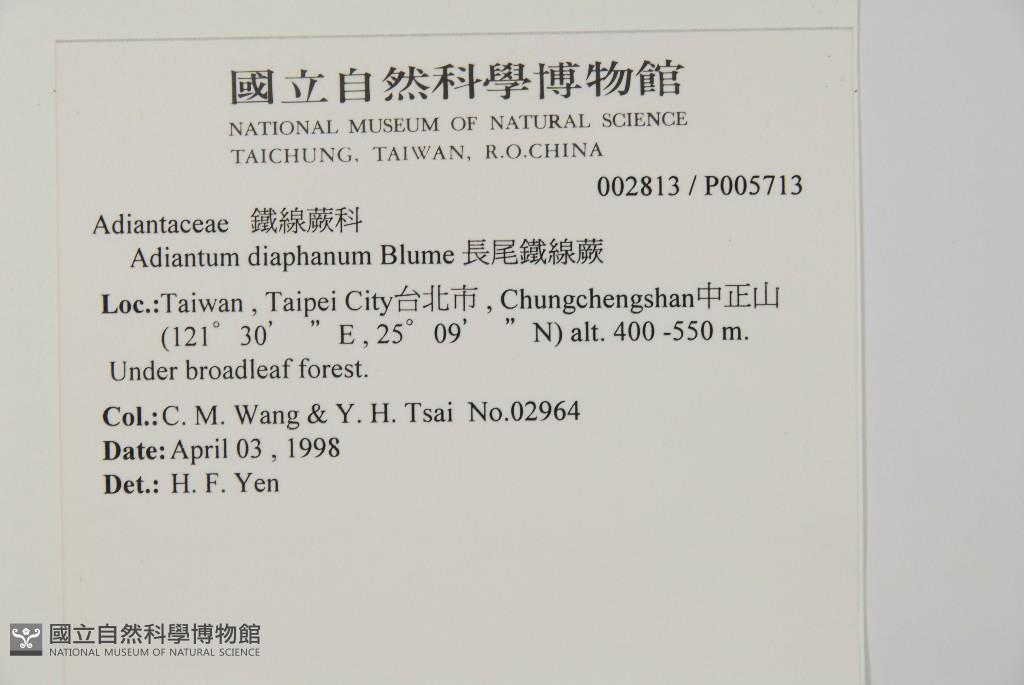 國立自然科學博物館
NATIONAL MUSEUM OF NATURAL SCIENCE
TAICHUNG, TAIWAN, R.O.CHINA
002813 / P005713
Adiantaceae 鐵線蕨科
Adiantum diaphanum Blume 長尾鐵線蕨
Loc.:Taiwan , Taipei City台北市 , Chungchengshan中正山
(121° 30’ ” E , 25° 09’ ” N) alt. 400 -550 m.
Under broadleaf forest.
Col.:C. M. Wang & Y. H. Tsai No.02964
Date:April 03 , 1998
Det.: H. F. Yen
國立自然科學博物館
NATIONAL MUSEUM OF NATURAL SCIENCE